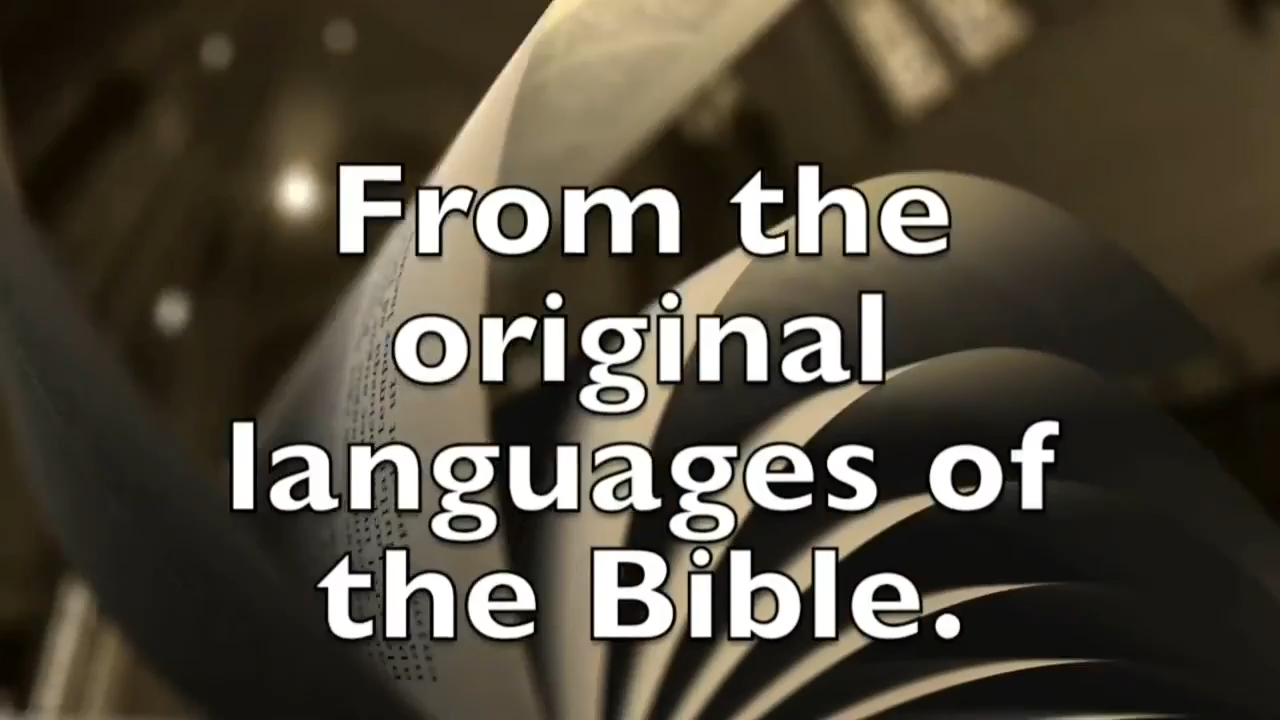 From the
original
languages of
the Bible.